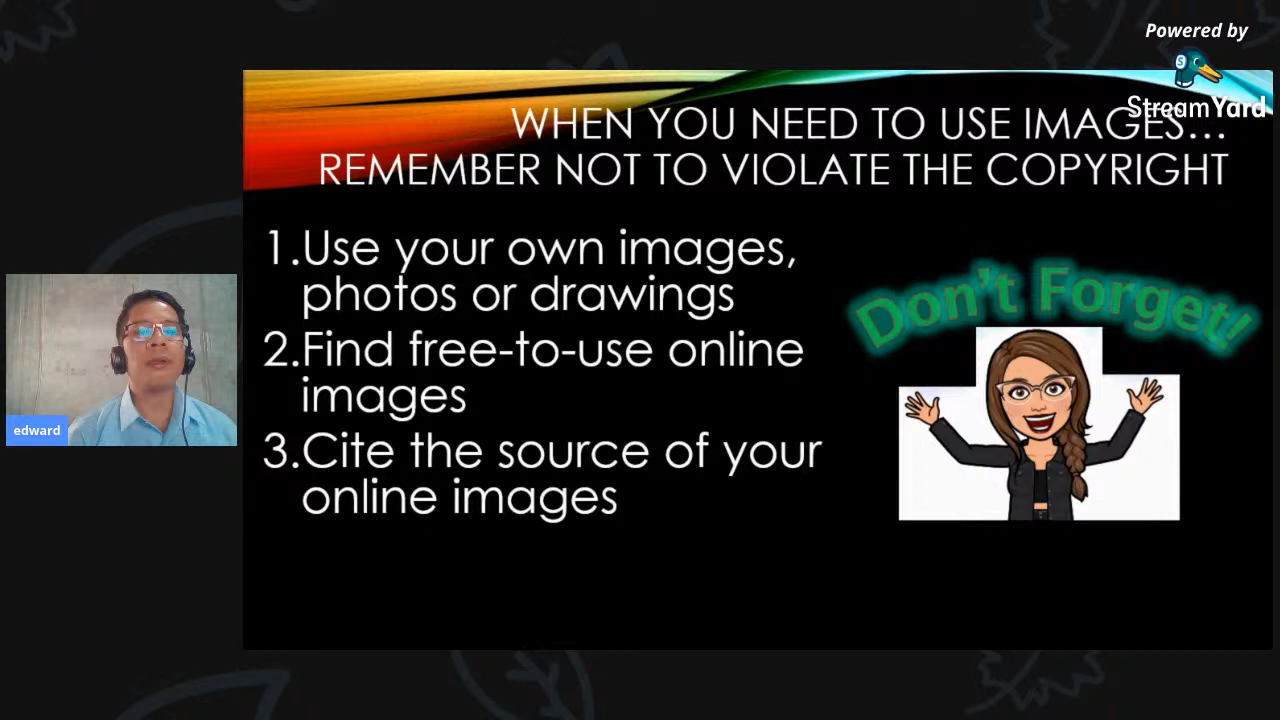 Powered by
StreamYard
WHEN YOU NEED TO USE IMAGES...
REMEMBER NOT TO VIOLATE THE COPYRIGHT
1.Use your own images,
photos or drawings
2.Find free-to-use online
images
3.Cite the source of your
online images
Don't Forget!
edward